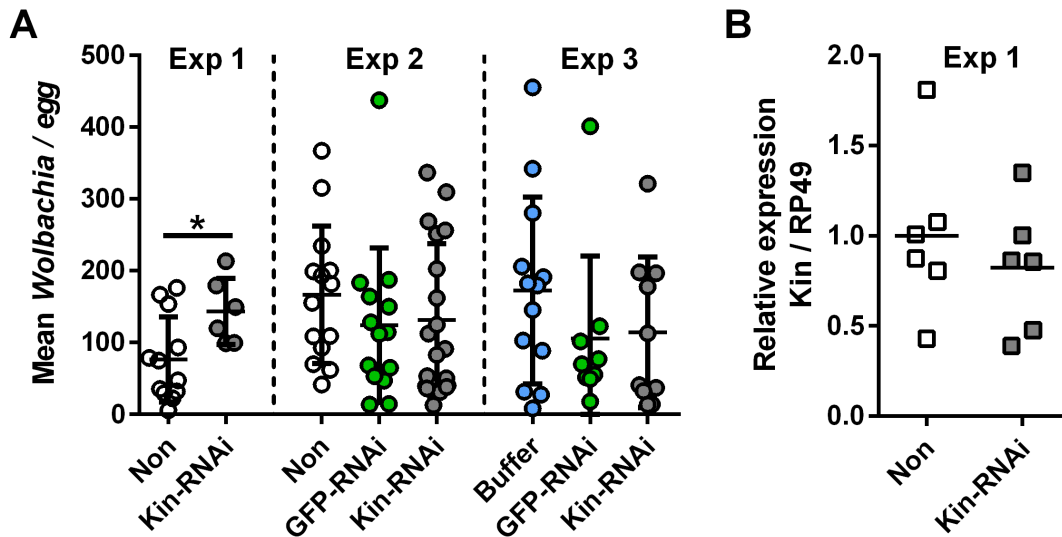 A
Mean Wolbachia / egg
500
400
300
200
100
0
Exp 1
Exp 2
Exp 3
*
Non
Kin-RNAi
Non
GFP-RNAi
Kin-RNAi
Buffer
GFP-RNAi
Kin-RNAi
B
Relative expression
Kin / RP49
2.0
1.5
1.0
0.5
0.0
Exp 1
Non
Kin-RNAi